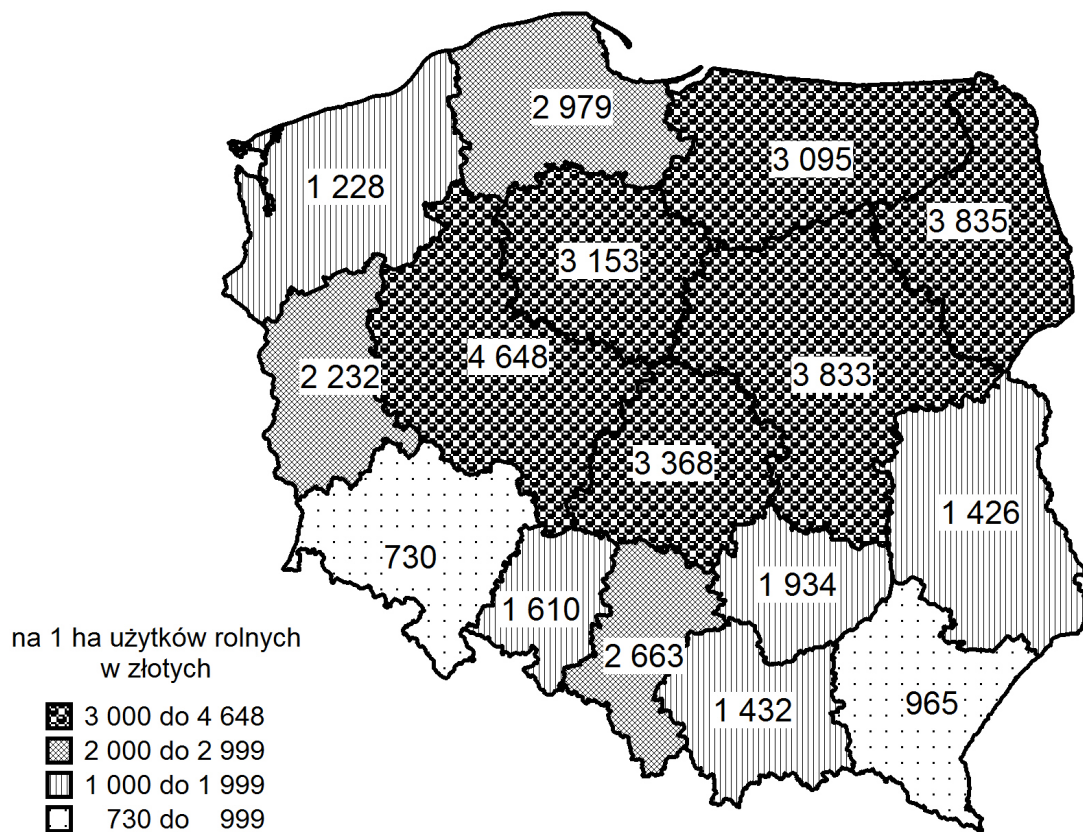 2 979
3 095
1 228
3 835
3 153
4 648
2 232
3 833
3 368
1 426
730
1 934
1 610
2 663
965
1 432
na 1 ha użytków rolnych
w złotych
3 000 do 4 648
2 000 do 2 999
1 000 do 1 999
730 do 999